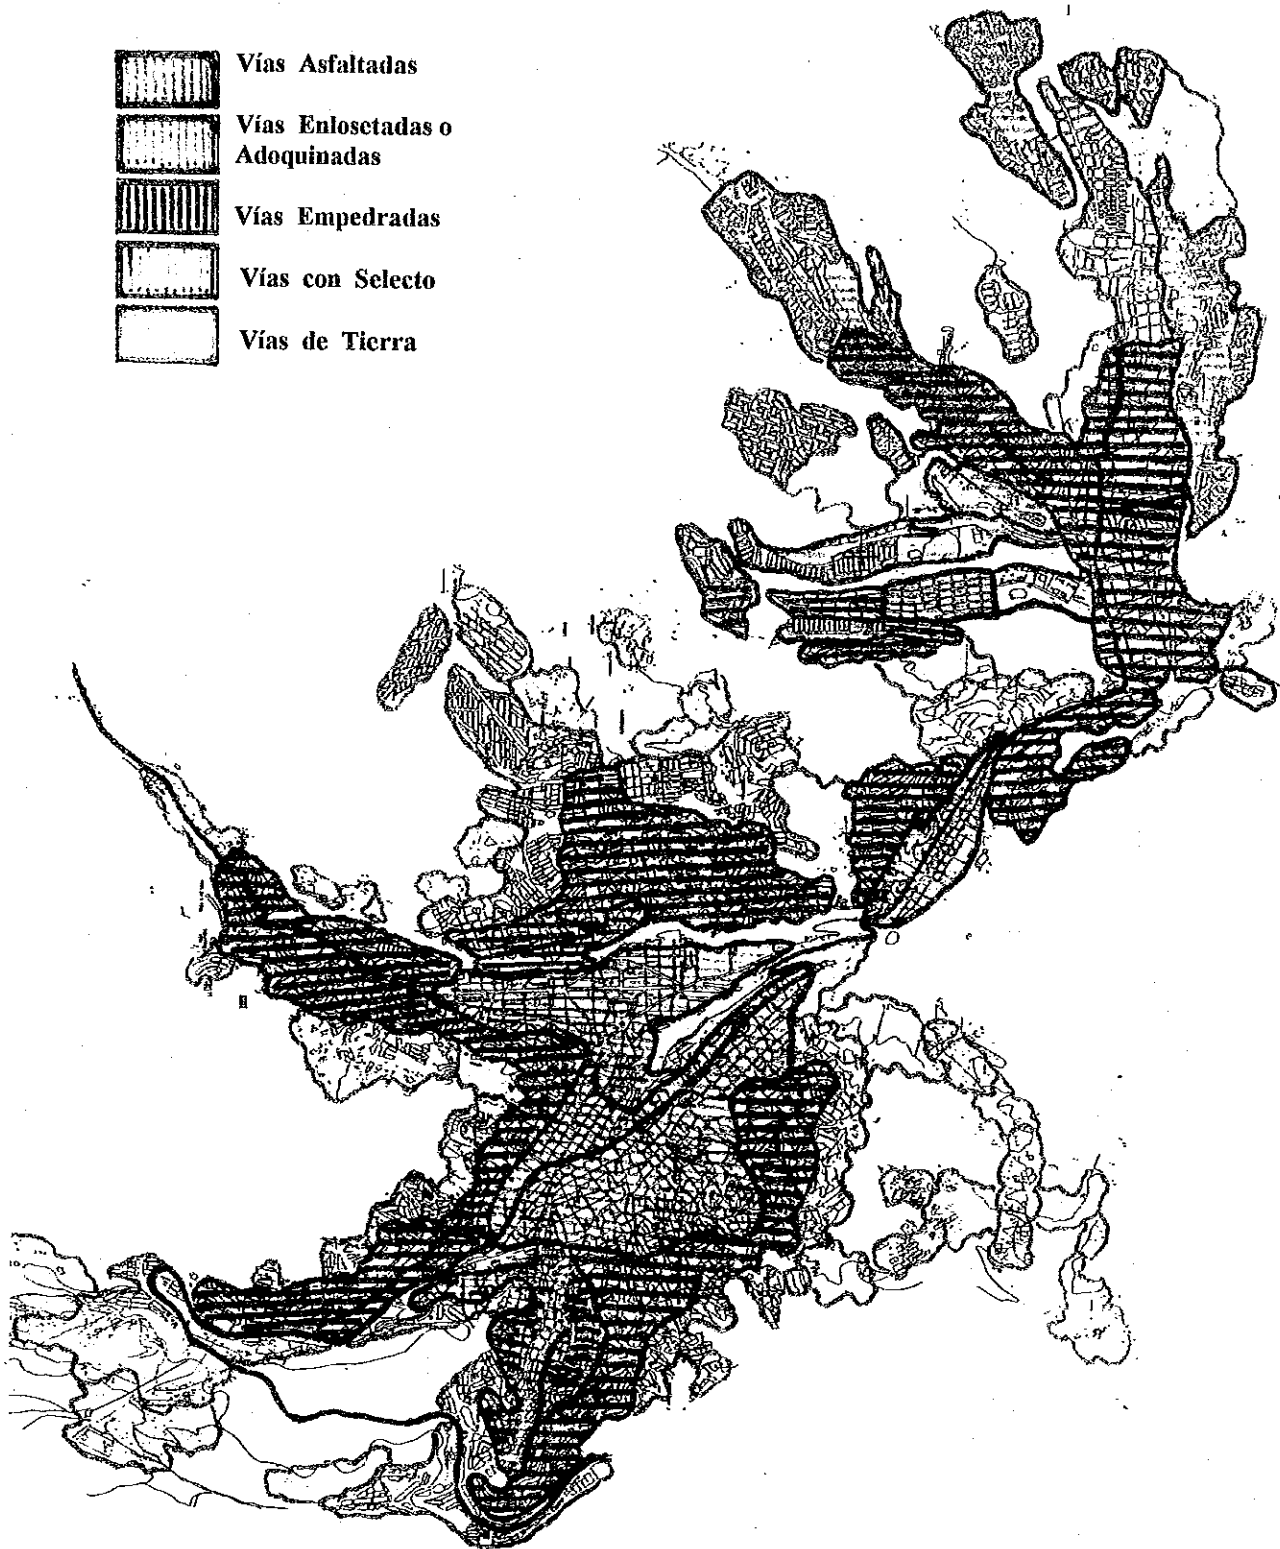 Vías Asfaltadas
Vías Enlosetadas o
Adoquinadas
Vías Empedradas
Vías con Selecto
Vías de Tierra